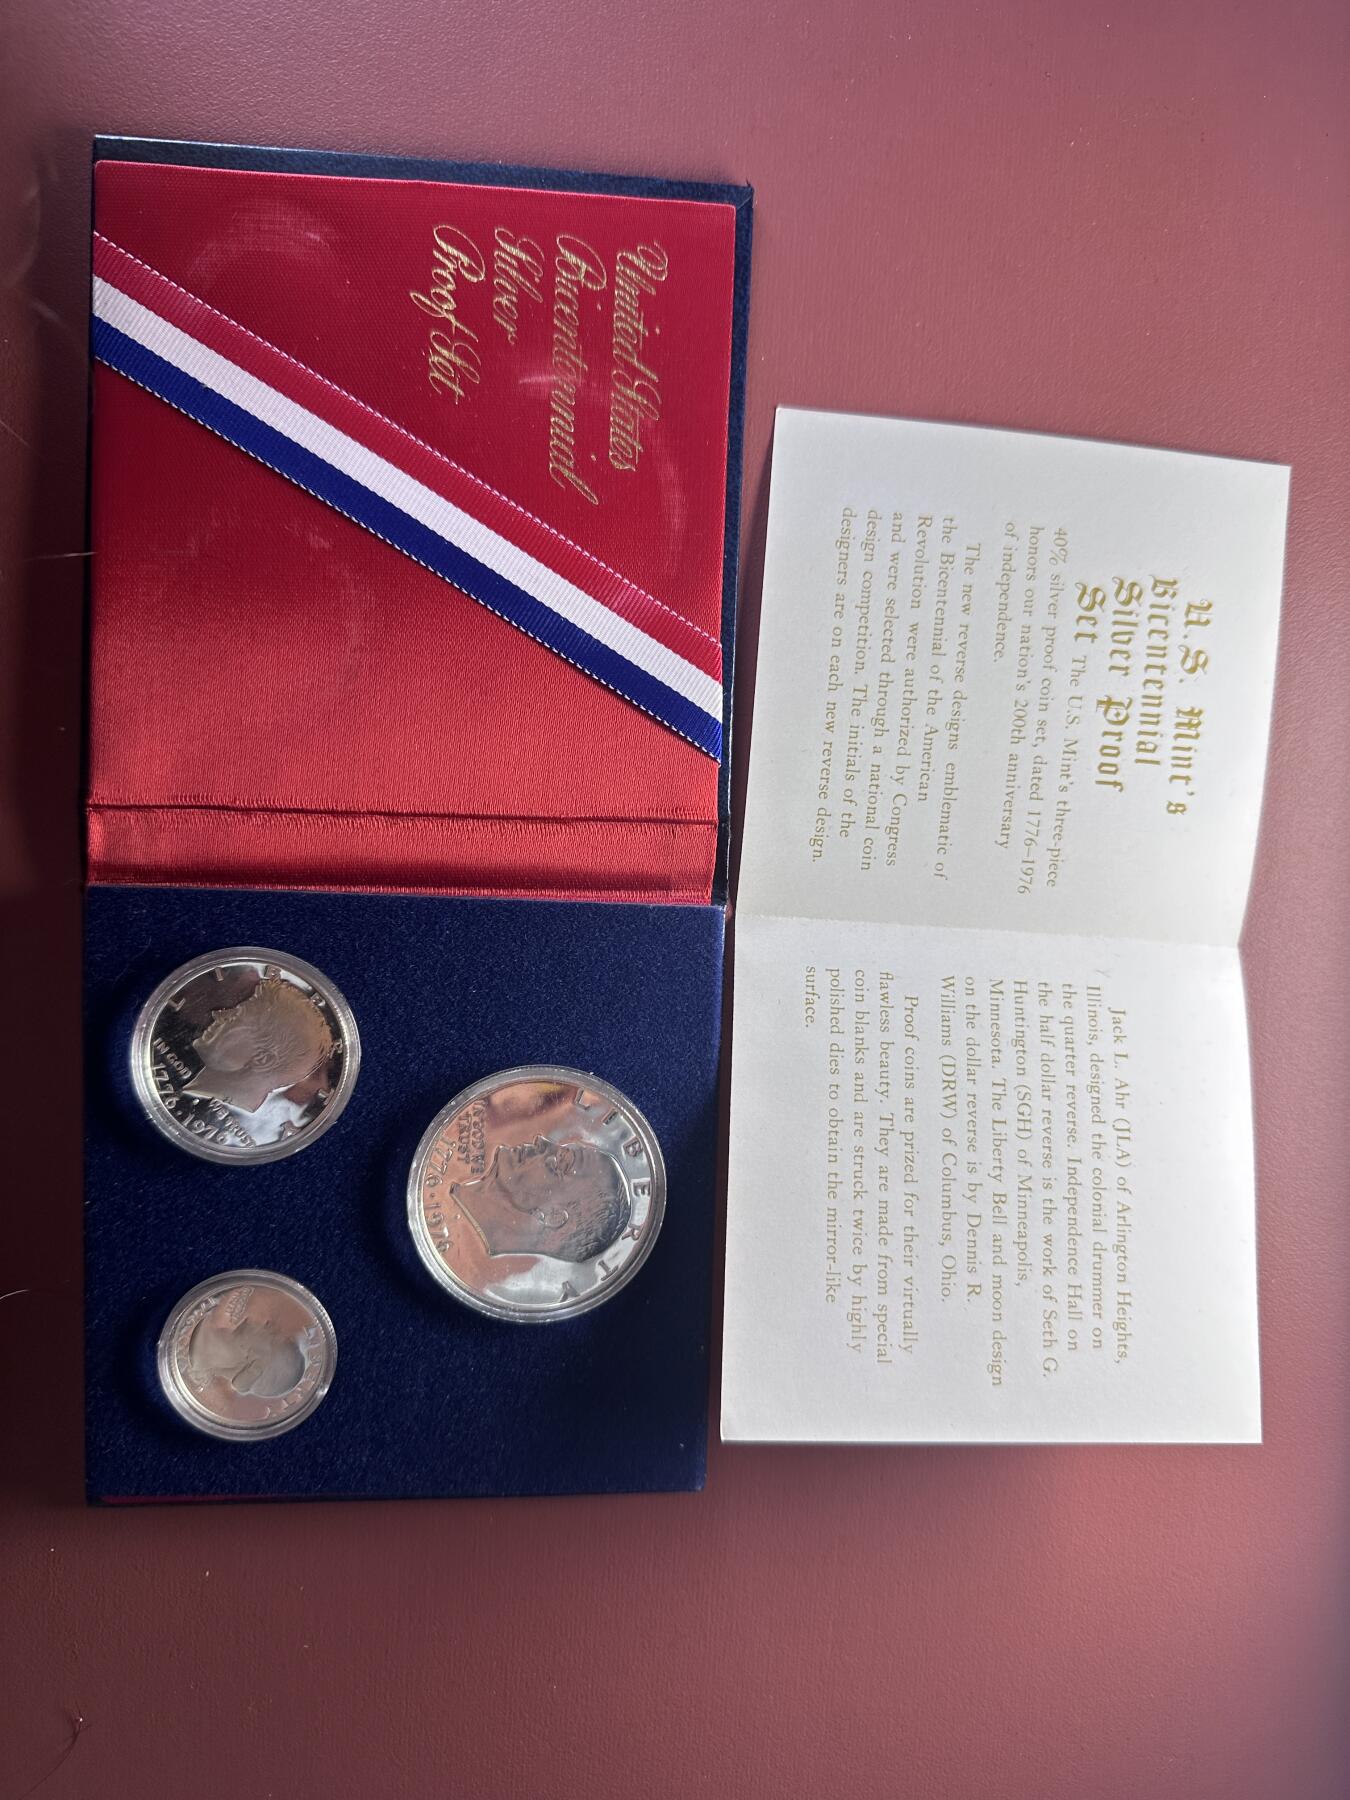 United States
Bicentennial
Silver
Proof Set
U.S. Mint's
Bicentennial
Silver Proof
Set The U.S. Mint's three-piece
40% silver proof coin set, dated 1776–1976
honors our nation's 200th anniversary
of independence.
The new reverse designs emblematic of
the Bicentennial of the American
Revolution were authorized by Congress
and were selected through a national coin
design competition. The initials of the
designers are on each new reverse design.
Jack L. Ahr (JLA) of Arlington Heights,
Illinois, designed the colonial drummer on
the quarter reverse. Independence Hall on
the half dollar reverse is the work of Seth G.
Huntington (SGH) of Minneapolis,
Minnesota. The Liberty Bell and moon design
on the dollar reverse is by Dennis R.
Williams (DRW) of Columbus, Ohio.
Proof coins are prized for their virtually
flawless beauty. They are made from special
coin blanks and are struck twice by highly
polished dies to obtain the mirror-like
surface.
LIBERTY
IN GOD WE
TRUST
1776·1976
LIBERTY
IN GOD
WE TRUST
1776·1976
LIBERTY